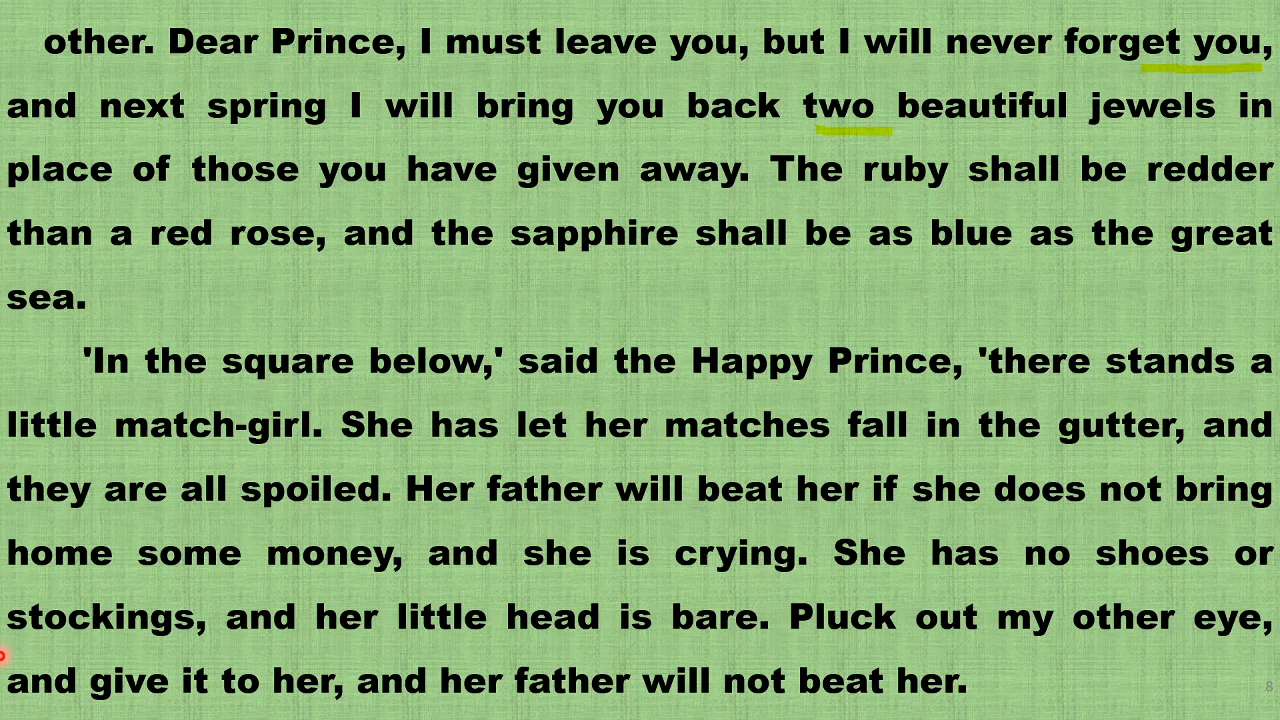 other. Dear Prince, I must leave you, but I will never forget you,
and next spring I will bring you back two beautiful jewels in
place of those you have given away. The ruby shall be redder
than a red rose, and the sapphire shall be as blue as the great
sea.
'In the square below,' said the Happy Prince, 'there stands a
little match-girl. She has let her matches fall in the gutter, and
they are all spoiled. Her father will beat her if she does not bring
home some money, and she is crying. She has no shoes or
stockings, and her little head is bare. Pluck out my other eye,
and give it to her, and her father will not beat her.
8